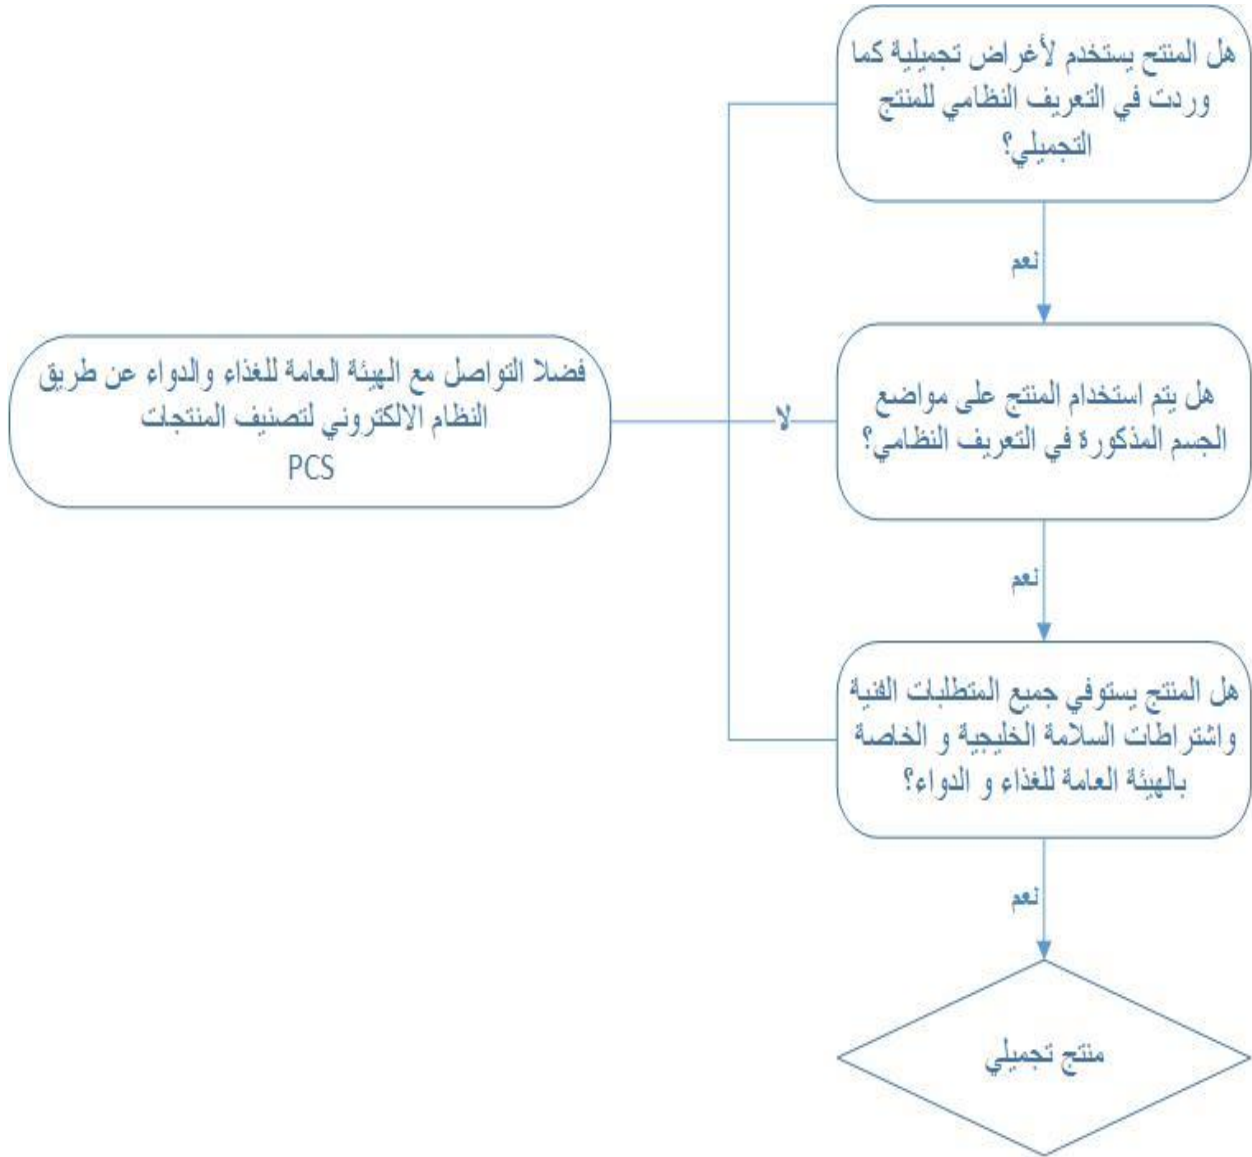 هل المنتج يستخدم لأغراض تجميلية كما
وردت في التعريف النظامي للمنتج
التجميلي؟
نعم
هل يتم استخدام المنتج على مواضع
الجسم المذكورة في التعريف النظامي؟
لا
فضلا التواصل مع الهيئة العامة للغذاء والدواء عن طريق
النظام الالكتروني لتصنيف المنتجات
PCS
نعم
هل المنتج يستوفي جميع المتطلبات الفنية
واشتراطات السلامة الخليجية و الخاصة
بالهيئة العامة للغذاء و الدواء؟
نعم
منتج تجميلي